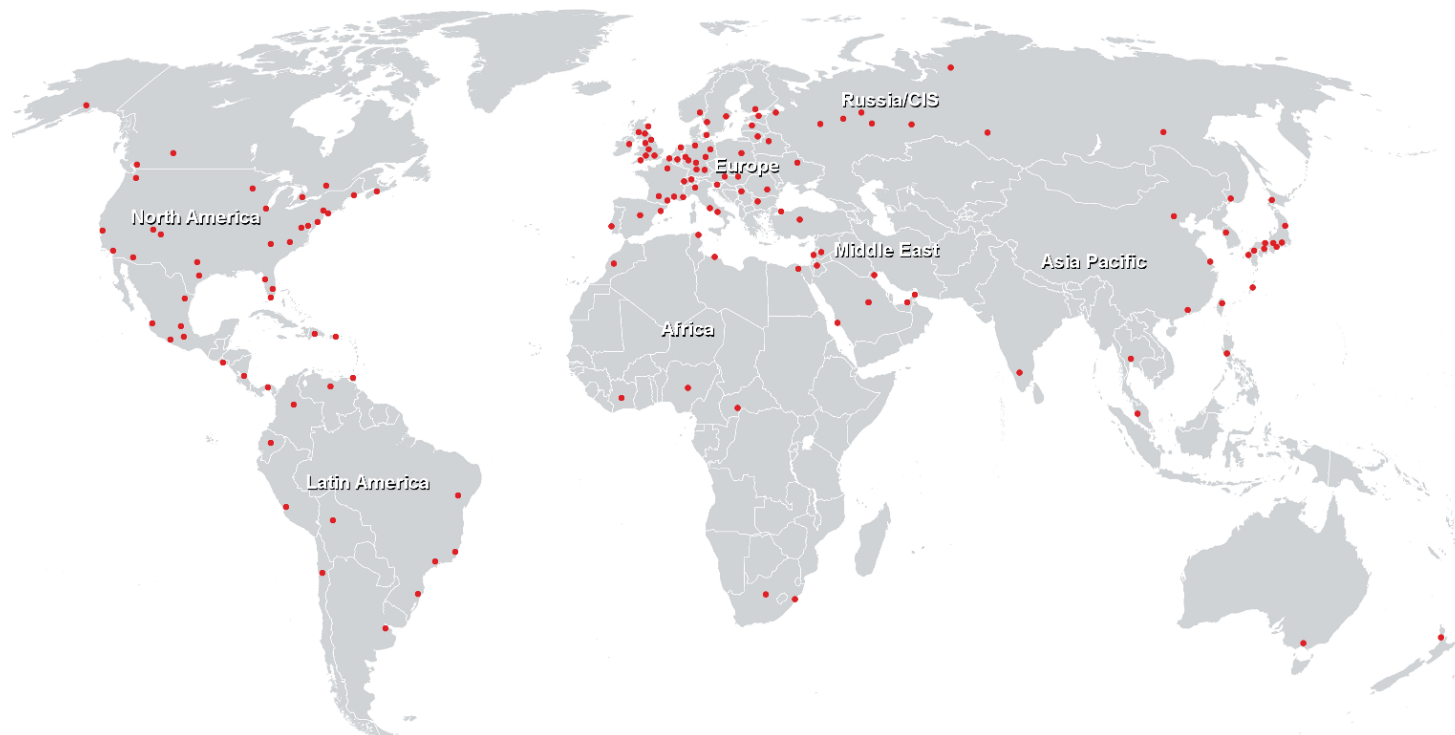 Russia/CIS
Europe
North America
Middle East
Asia Pacific
Africa
Latin America